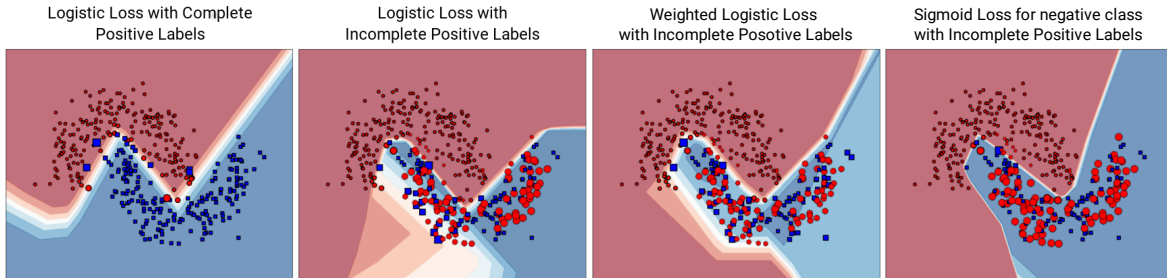 Logistic Loss with Complete
Positive Labels
Logistic Loss with
Incomplete Positive Labels
Weighted Logistic Loss
with Incomplete Posotive Labels
Sigmoid Loss for negative class
with Incomplete Positive Labels